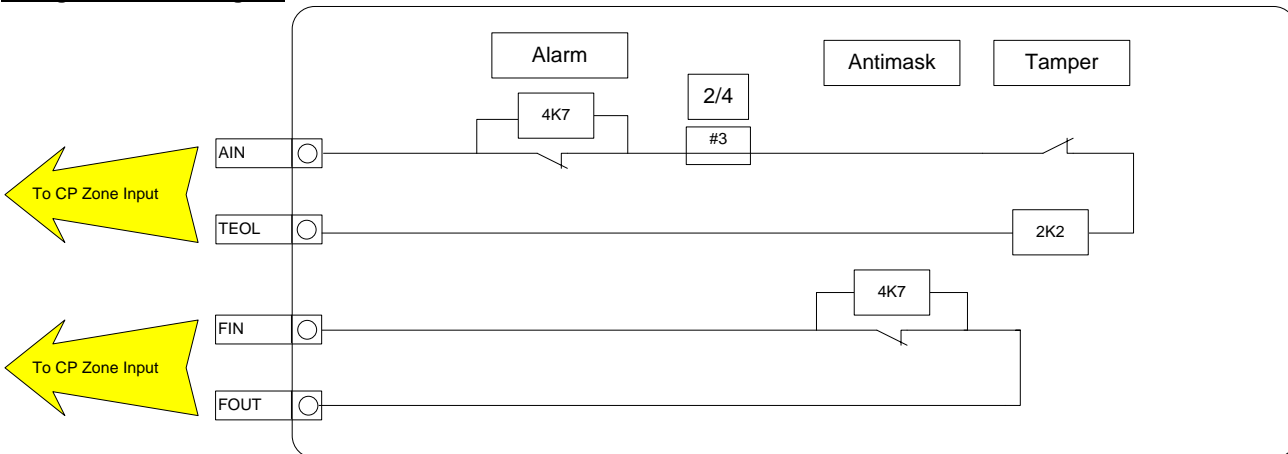 Alarm
Antimask
Tamper
2/4
4K7
#3
AIN
To CP Zone Input
TEOL
2K2
4K7
FIN
To CP Zone Input
FOUT